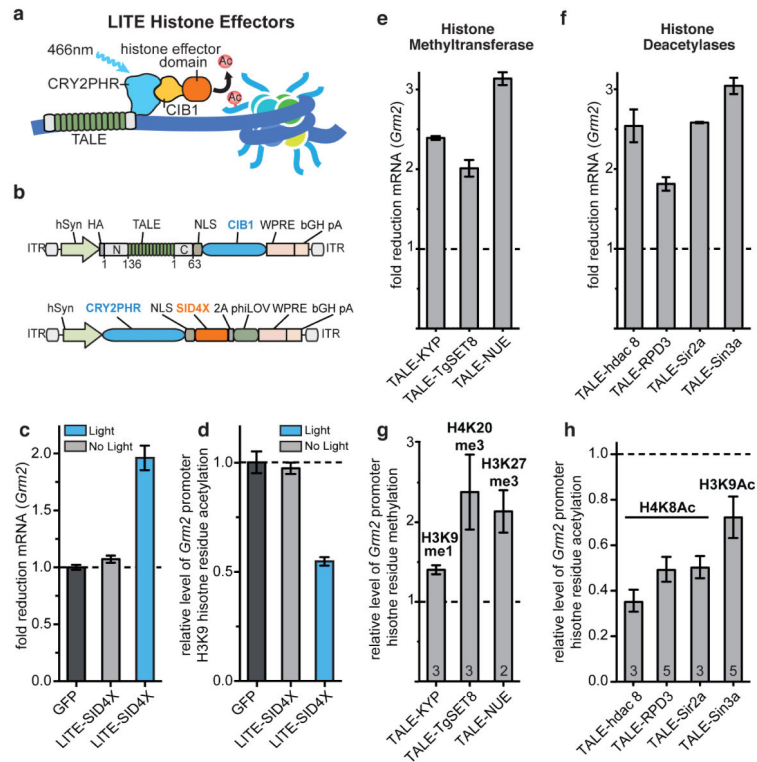 a
LITE Histone Effectors
466nm
histone effector
domain
Ac
CRY2PHR
CIB1
Ac
TALE
b
hSyn HA TALE NLS CIB1 WPRE bGH pA
ITR N C ITR
1 136 1 63
hSyn CRY2PHR NLS SID4X 2A phiLOV WPRE bGH pA
ITR ITR
c
Light
No Light
fold reduction mRNA (Grm2)
2.0
1.5
1.0
0.5
0.0
GFP
LITE-SID4X
LITE-SID4X
d
Light
No Light
relative level of Grm2 promoter
H3K9 hisotne residue acetylation
1.0
0.5
0.0
GFP
LITE-SID4X
LITE-SID4X
e
Histone
Methyltransferase
fold reduction mRNA (Grm2)
3
2
1
0
TALE-KYP
TALE-TgSET8
TALE-NUE
f
Histone
Deacetylases
fold reduction mRNA (Grm2)
3
2
1
0
TALE-hdac 8
TALE-RPD3
TALE-Sir2a
TALE-Sin3a
g
relative level of Grm2 promoter
hisotne residue methylation
3
2
1
0
H3K9
me1
H4K20
me3
H3K27
me3
3 3 2
TALE-KYP
TALE-TgSET8
TALE-NUE
h
relative level of Grm2 promoter
hisotne residue acetylation
1.0
0.8
0.6
0.4
0.2
0.0
H4K8Ac
H3K9Ac
3 5 3 5
TALE-hdac 8
TALE-RPD3
TALE-Sir2a
TALE-Sin3a